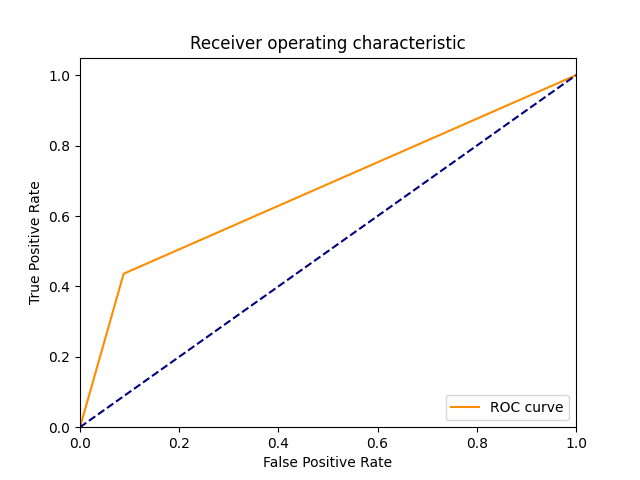 Receiver operating characteristic
True Positive Rate
1.0
0.8
0.6
0.4
0.2
0.0
0.0 0.2 0.4 0.6 0.8 1.0
False Positive Rate
ROC curve